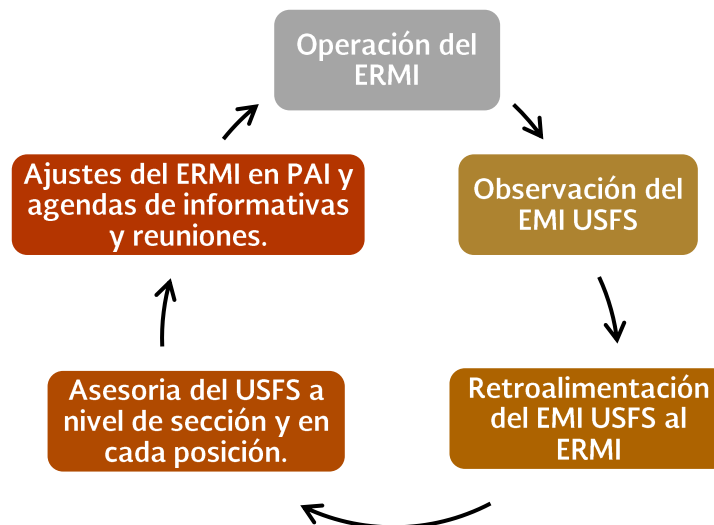 Operación del
ERMI
Observación del
EMI USFS
Retroalimentación
del EMI USFS al
ERMI
Asesoria del USFS a
nivel de sección y en
cada posición.
Ajustes del ERMI en PAI y
agendas de informativas
y reuniones.